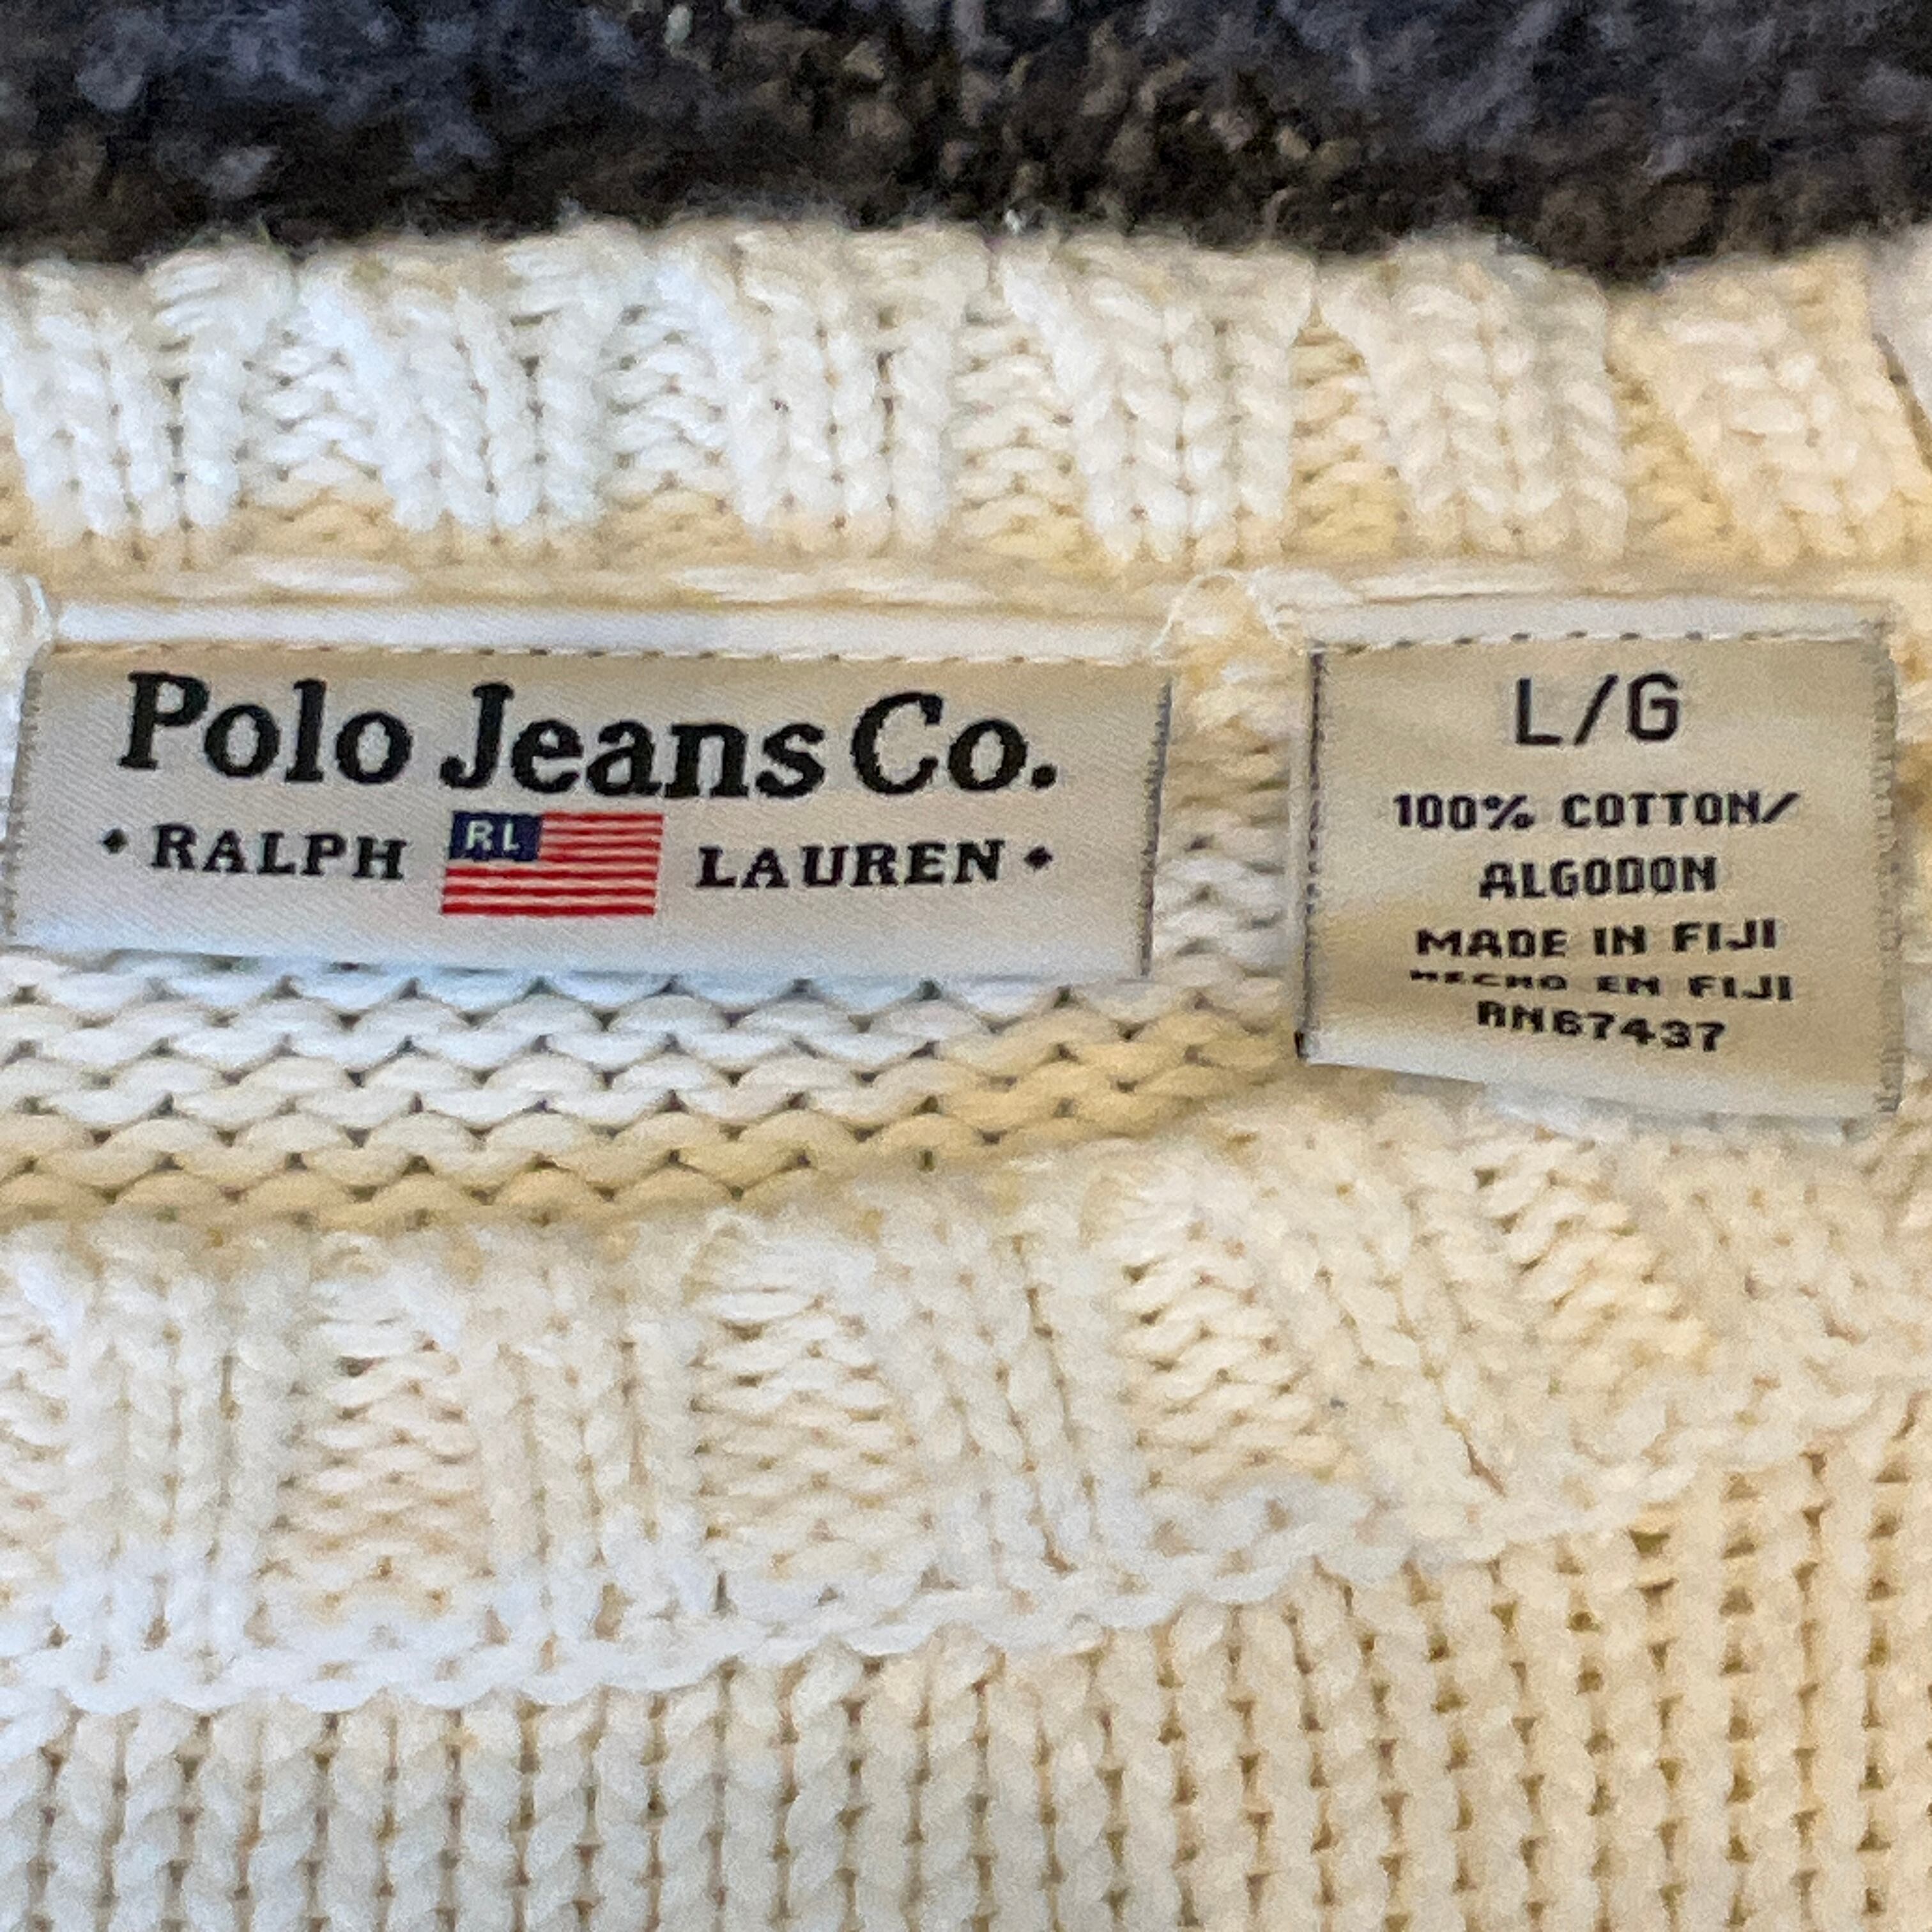 Polo Jeans Co.
• RALPH RL LAUREN •
L/G
100% COTTON/
ALGODON
MADE IN FIJI
HECHO EN FIJI
RN67437